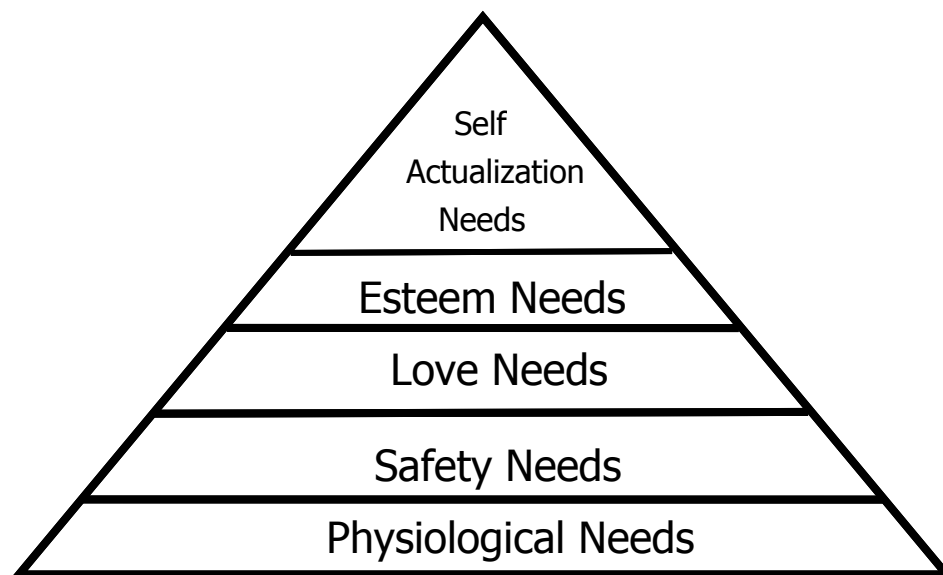 Self
Actualization
Needs
Esteem Needs
Love Needs
Safety Needs
Physiological Needs